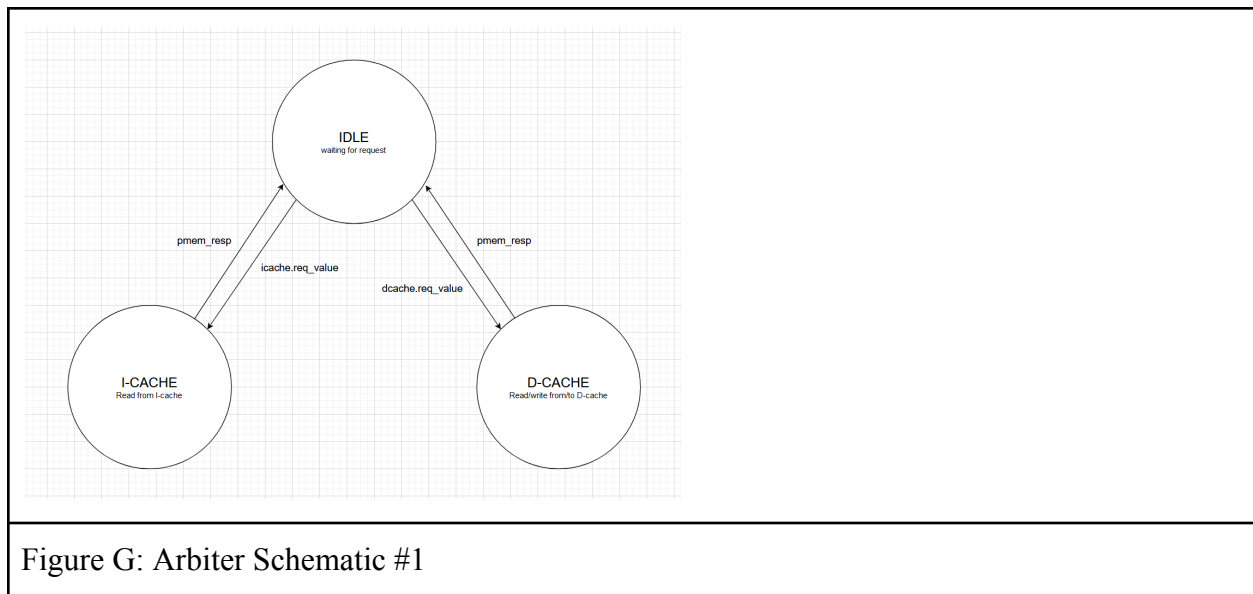 IDLE
waiting for request
pmem_resp
pmem_resp
icache.req_value
dcache.req_value
I-CACHE
Read from I-cache
D-CACHE
Read/write from/to D-cache
Figure G: Arbiter Schematic #1